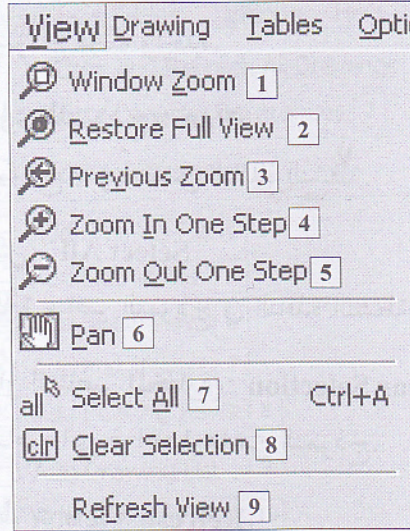 View Drawing Tables Opti
Window Zoom 1
Restore Full View 2
Previous Zoom 3
Zoom In One Step 4
Zoom Out One Step 5
Pan 6
all Select All 7 Ctrl+A
clr Clear Selection 8
Refresh View 9